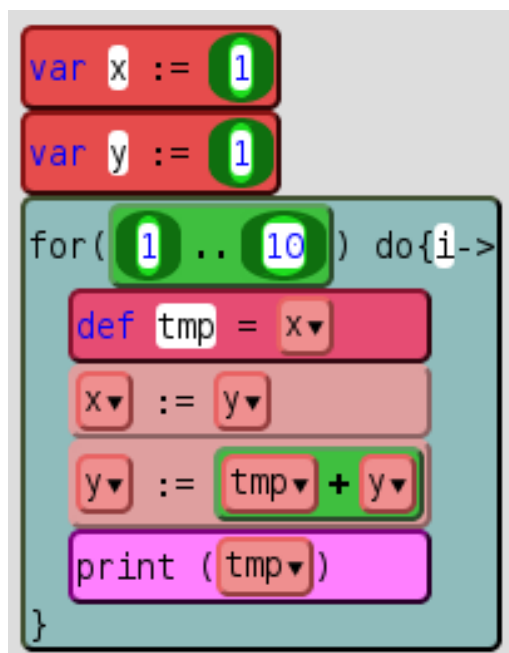 var x := 1
var y := 1
for( 1 .. 10 ) do{i->
def tmp = x▾
x▾ := y▾
y▾ := tmp▾ + y▾
print (tmp▾)
}